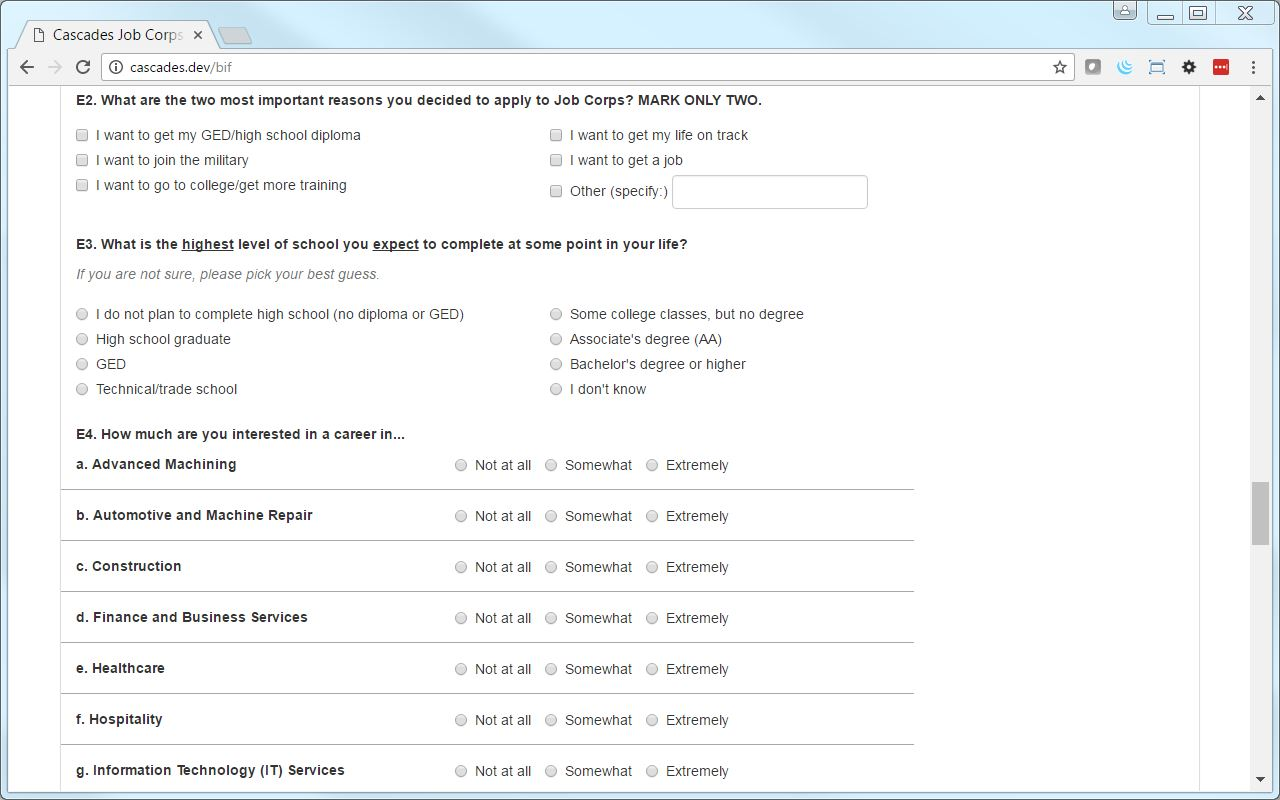 Cascades Job Corps
cascades.dev/bif
E2. What are the two most important reasons you decided to apply to Job Corps? MARK ONLY TWO.
I want to get my GED/high school diploma
I want to get my life on track
I want to join the military
I want to get a job
I want to go to college/get more training
Other (specify:)
E3. What is the highest level of school you expect to complete at some point in your life?
If you are not sure, please pick your best guess.
I do not plan to complete high school (no diploma or GED)
Some college classes, but no degree
High school graduate
Associate's degree (AA)
GED
Bachelor's degree or higher
Technical/trade school
I don't know
E4. How much are you interested in a career in...
a. Advanced Machining Not at all Somewhat Extremely
b. Automotive and Machine Repair Not at all Somewhat Extremely
c. Construction Not at all Somewhat Extremely
d. Finance and Business Services Not at all Somewhat Extremely
e. Healthcare Not at all Somewhat Extremely
f. Hospitality Not at all Somewhat Extremely
g. Information Technology (IT) Services Not at all Somewhat Extremely